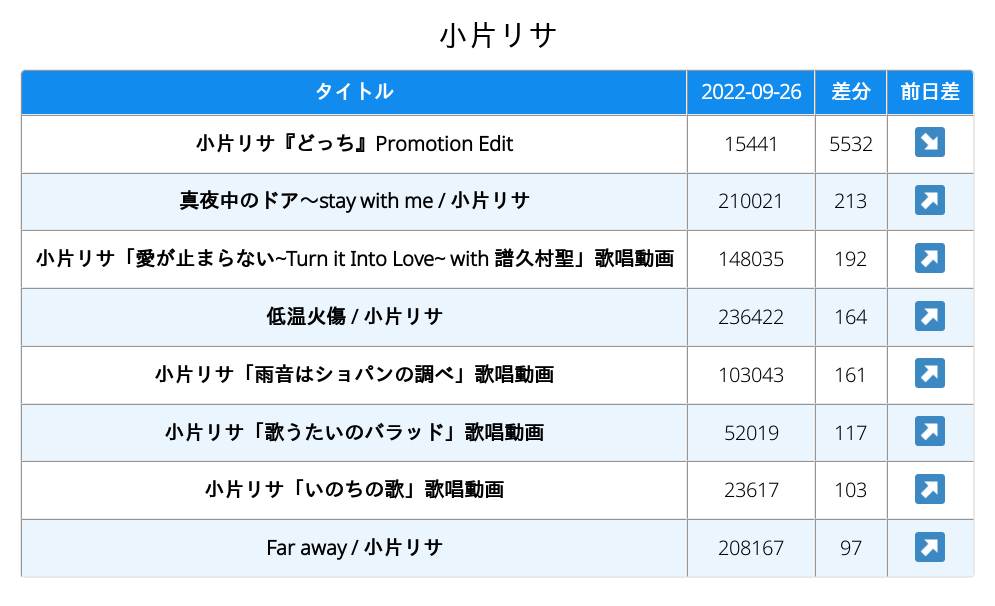 小片リサ
タイトル 2022-09-26 差分 前日差
小片リサ『どっち』Promotion Edit 15441 5532 ↘
真夜中のドア〜stay with me / 小片リサ 210021 213 ↗
小片リサ「愛が止まらない~Turn it Into Love~ with 譜久村聖」歌唱動画 148035 192 ↗
低温火傷 / 小片リサ 236422 164 ↗
小片リサ「雨音はショパンの調べ」歌唱動画 103043 161 ↗
小片リサ「歌うたいのバラッド」歌唱動画 52019 117 ↗
小片リサ「いのちの歌」歌唱動画 23617 103 ↗
Far away / 小片リサ 208167 97 ↗